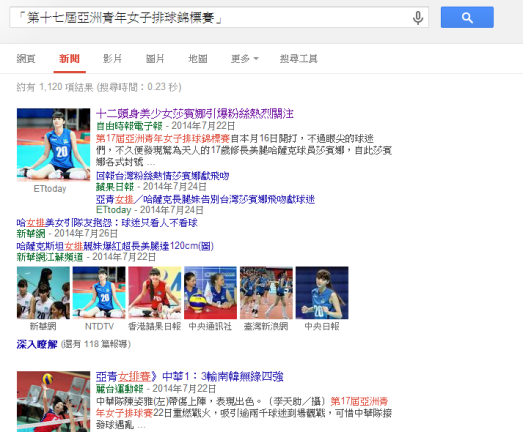 「第十七屆亞洲青年女子排球錦標賽」
網頁 新聞 影片 圖片 地圖 更多 搜尋工具
約有 1,120 項結果 (搜尋時間：0.23 秒)
十二頭身美少女莎賓娜引爆粉絲熱烈關注
自由時報電子報 - 2014年7月22日
第17屆亞洲青年女子排球錦標賽自本月16日開打，不過眼尖的球迷
們，不久便發現驚為天人的17歲修長美腿哈薩克球員莎賓娜，自此莎賓
娜各式封號 ...
ETtoday
回報台灣粉絲熱情莎賓娜獻飛吻
蘋果日報 - 2014年7月24日
亞青女排／哈薩克長腿妹告別台灣莎賓娜飛吻獻球迷
ETtoday - 2014年7月24日
哈女排美女引隊友抱怨：球迷只看人不看球
新華網 - 2014年7月26日
哈薩克斯坦女排靚妹爆紅超長美腿達120cm(圖)
新華網江蘇頻道 - 2014年7月22日
新華網 NTDTV 香港蘋果日報 中央通訊社 臺灣新浪網 中央日報
深入瞭解 (還有 118 篇報導)
亞青女排賽》中華1：3輸南韓無緣四強
麗台運動報 - 2014年7月22日
中華隊陳姿雅(左)帶傷上陣，表現出色。（李天助／攝）第17屆亞洲
青年女子排球賽22日重燃戰火，吸引逾兩千球迷到場觀戰，可惜中華隊接
發球遇亂 ...